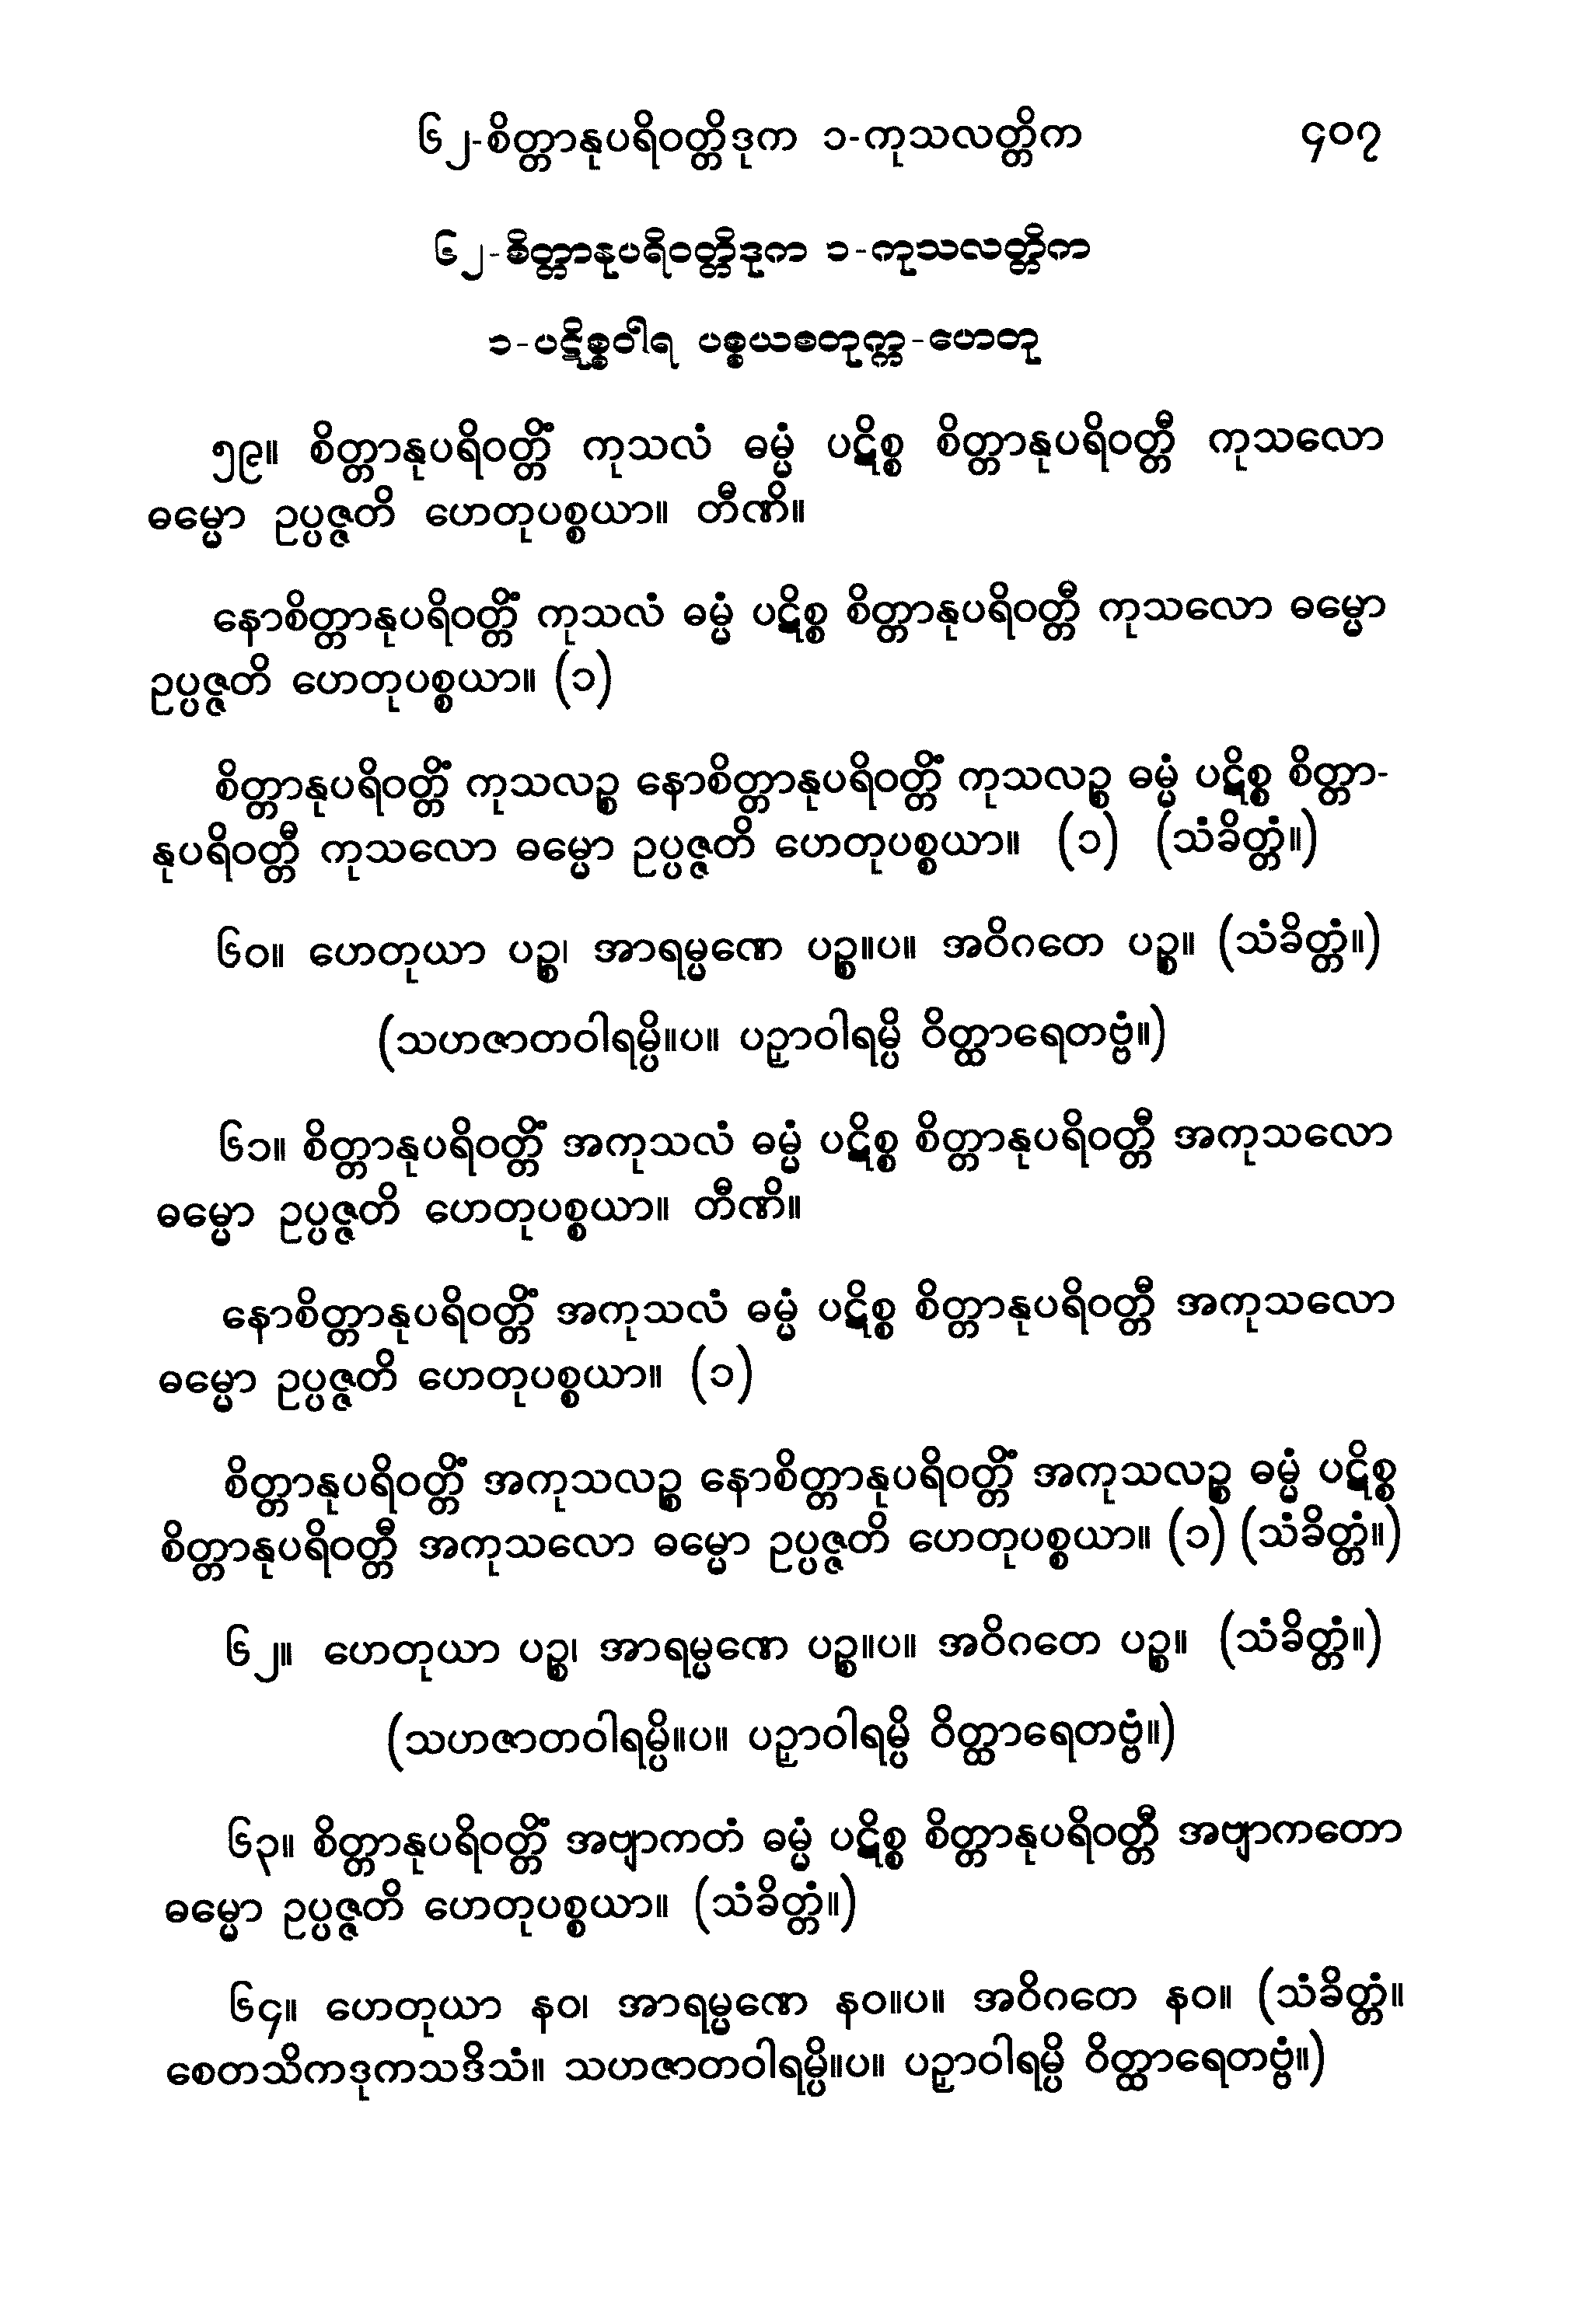 ၆၂-စိတ္တာနုပရိဝတ္တိဒုက ၁-ကုသလတ္တိက ၄၀၇
၆၂-စိတ္တာနုပရိဝတ္တိဒုက ၁-ကုသလတ္တိက
၁-ပဋိစ္စဝါရ ပစ္စယစတုက္က-ဟေတု
၅၉။ စိတ္တာနုပရိဝတ္တိံ ကုသလံ ဓမ္မံ ပဋိစ္စ စိတ္တာနုပရိဝတ္တီ ကုသလော
ဓမ္မော ဥပ္ပဇ္ဇတိ ဟေတုပစ္စယာ။ တီဏိ။
နောစိတ္တာနုပရိဝတ္တိံ ကုသလံ ဓမ္မံ ပဋိစ္စ စိတ္တာနုပရိဝတ္တီ ကုသလော ဓမ္မော
ဥပ္ပဇ္ဇတိ ဟေတုပစ္စယာ။ (၁)
စိတ္တာနုပရိဝတ္တိံ ကုသလဉ္စ နောစိတ္တာနုပရိဝတ္တိံ ကုသလဉ္စ ဓမ္မံ ပဋိစ္စ စိတ္တာ-
နုပရိဝတ္တီ ကုသလော ဓမ္မော ဥပ္ပဇ္ဇတိ ဟေတုပစ္စယာ။ (၁) (သံခိတ္တံ။)
၆၀။ ဟေတုယာ ပဉ္စ၊ အာရမ္မဏေ ပဉ္စ။ပ။ အဝိဂတေ ပဉ္စ။ (သံခိတ္တံ။)
(သဟဇာတဝါရမ္ပိ။ပ။ ပဉှာဝါရမ္ပိ ဝိတ္ထာရေတဗ္ဗံ။)
၆၁။ စိတ္တာနုပရိဝတ္တိံ အကုသလံ ဓမ္မံ ပဋိစ္စ စိတ္တာနုပရိဝတ္တီ အကုသလော
ဓမ္မော ဥပ္ပဇ္ဇတိ ဟေတုပစ္စယာ။ တီဏိ။
နောစိတ္တာနုပရိဝတ္တိံ အကုသလံ ဓမ္မံ ပဋိစ္စ စိတ္တာနုပရိဝတ္တီ အကုသလော
ဓမ္မော ဥပ္ပဇ္ဇတိ ဟေတုပစ္စယာ။ (၁)
စိတ္တာနုပရိဝတ္တိံ အကုသလဉ္စ နောစိတ္တာနုပရိဝတ္တိံ အကုသလဉ္စ ဓမ္မံ ပဋိစ္စ
စိတ္တာနုပရိဝတ္တီ အကုသလော ဓမ္မော ဥပ္ပဇ္ဇတိ ဟေတုပစ္စယာ။ (၁) (သံခိတ္တံ။)
၆၂။ ဟေတုယာ ပဉ္စ၊ အာရမ္မဏေ ပဉ္စ။ပ။ အဝိဂတေ ပဉ္စ။ (သံခိတ္တံ။)
(သဟဇာတဝါရမ္ပိ။ပ။ ပဉှာဝါရမ္ပိ ဝိတ္ထာရေတဗ္ဗံ။)
၆၃။ စိတ္တာနုပရိဝတ္တိံ အဗျာကတံ ဓမ္မံ ပဋိစ္စ စိတ္တာနုပရိဝတ္တီ အဗျာကတော
ဓမ္မော ဥပ္ပဇ္ဇတိ ဟေတုပစ္စယာ။ (သံခိတ္တံ။)
၆၄။ ဟေတုယာ နဝ၊ အာရမ္မဏေ နဝ။ပ။ အဝိဂတေ နဝ။ (သံခိတ္တံ။
စေတသိကဒုကသဒိသံ။ သဟဇာတဝါရမ္ပိ။ပ။ ပဉှာဝါရမ္ပိ ဝိတ္ထာရေတဗ္ဗံ။)